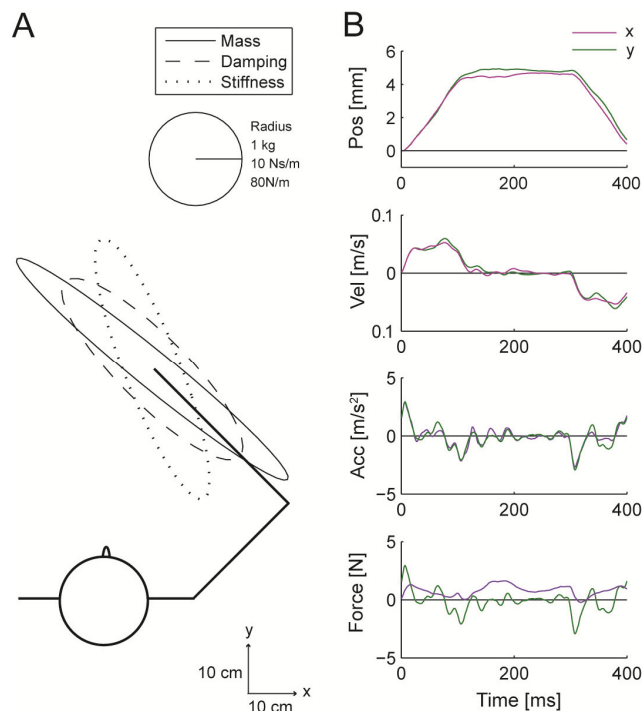 A
Mass
Damping
Stiffness
Radius
1 kg
10 Ns/m
80N/m
y
10 cm
x
10 cm
B
x
y
Pos [mm]
6
4
2
0
0
200
400
Vel [m/s]
0.1
0
0.1
0
200
400
Acc [m/s²]
5
0
−5
0
200
400
Force [N]
5
0
−5
0
200
400
Time [ms]